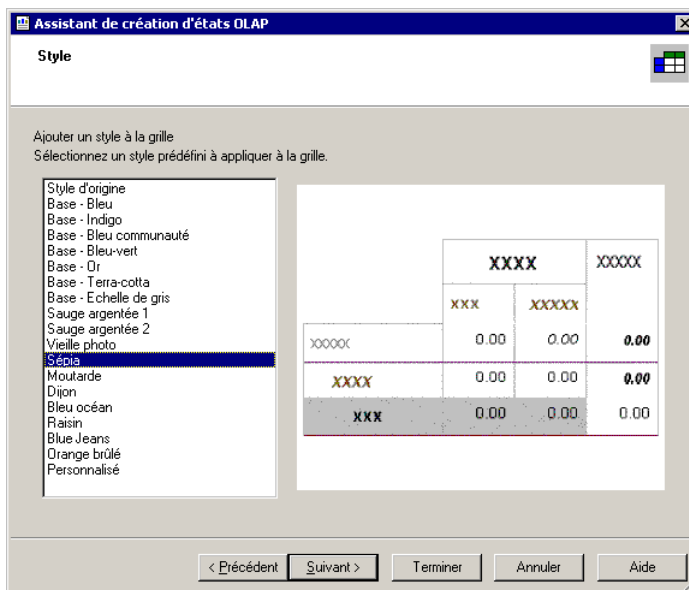 Assistant de création d'états OLAP
Style
Ajouter un style à la grille
Sélectionnez un style prédéfini à appliquer à la grille.
Style d'origine
Base - Bleu
Base - Indigo
Base - Bleu communauté
Base - Bleu-vert
Base - Or
Base - Terra-cotta
Base - Echelle de gris
Sauge argentée 1
Sauge argentée 2
Vieille photo
Sépia
Moutarde
Dijon
Bleu océan
Raisin
Blue Jeans
Orange brûlé
Personnalisé
XXXX XXXXX
XXX XXXXX
XXXXX 0.00 0.00 0.00
XXXX 0.00 0.00 0.00
XXX 0.00 0.00 0.00
< Précédent Suivant > Terminer Annuler Aide